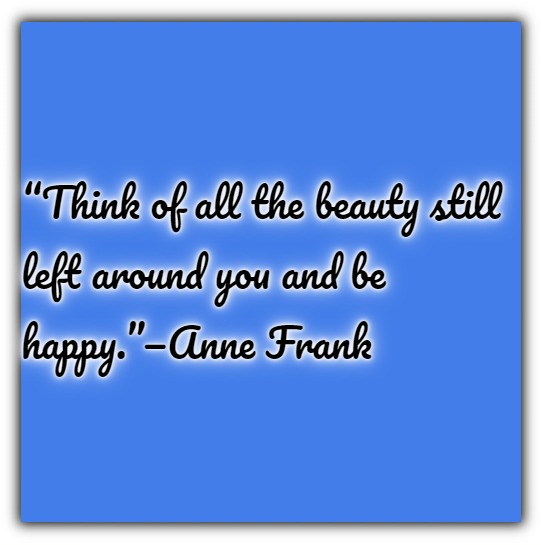 “Think of all the beauty still
left around you and be
happy.”–Anne Frank